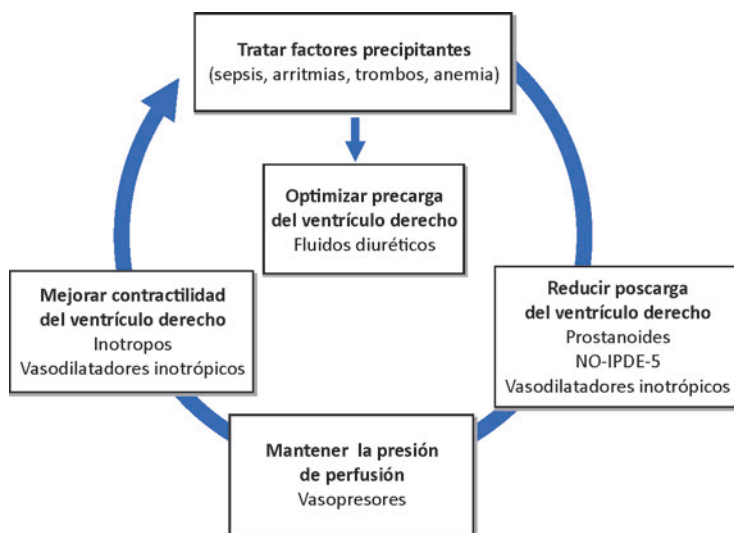 Tratar factores precipitantes
(sepsis, arritmias, trombos, anemia)
Optimizar precarga
del ventrículo derecho
Fluidos diuréticos
Mejorar contractilidad
del ventrículo derecho
Inotropos
Vasodilatadores inotrópicos
Reducir poscarga
del ventrículo derecho
Prostanoides
NO-IPDE-5
Vasodilatadores inotrópicos
Mantener la presión
de perfusión
Vasopresores